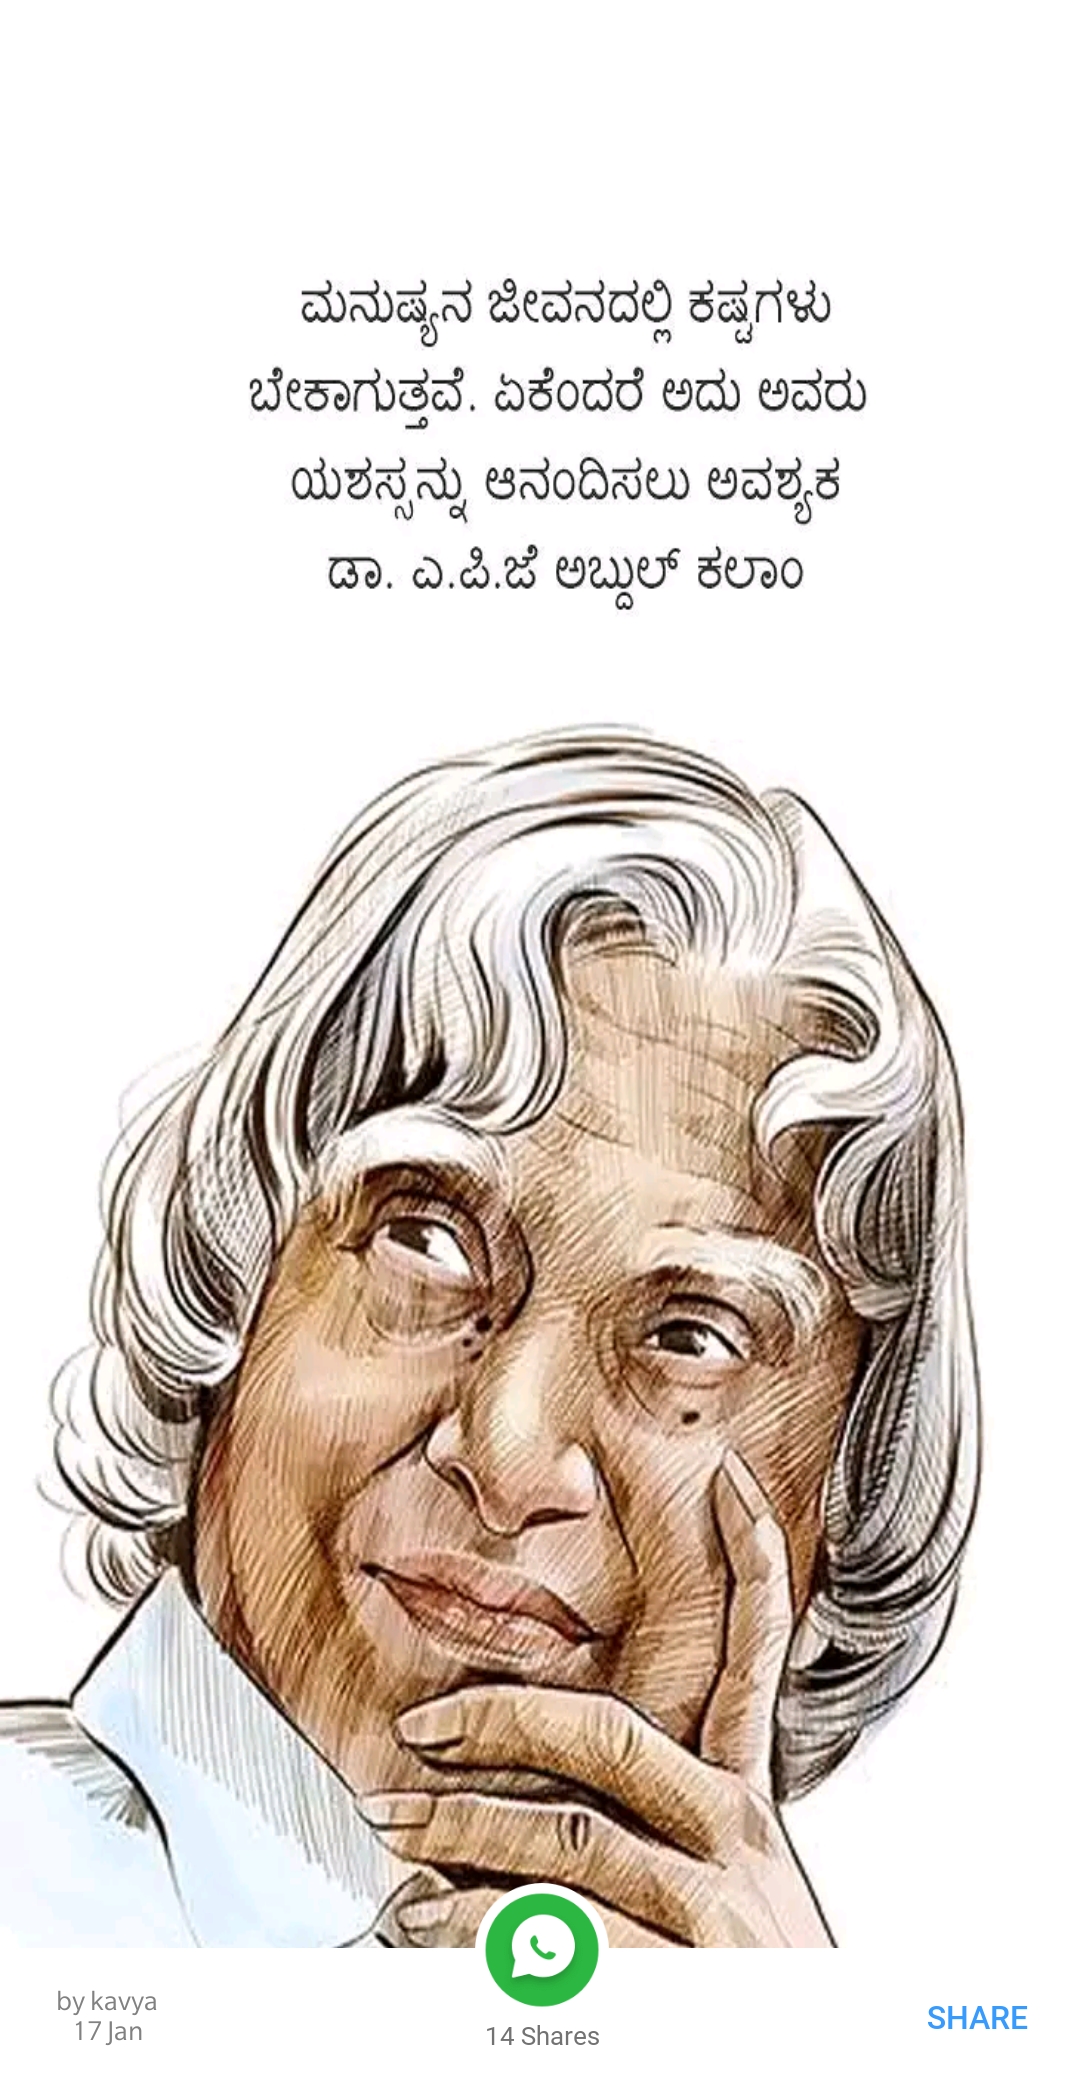 ಮನುಷ್ಯನ ಜೀವನದಲ್ಲಿ ಕಷ್ಟಗಳು
ಬೇಕಾಗುತ್ತವೆ. ಏಕೆಂದರೆ ಅದು ಅವರು
ಯಶಸ್ಸನ್ನು ಆನಂದಿಸಲು ಅವಶ್ಯಕ
ಡಾ. ಎ.ಪಿ.ಜೆ ಅಬ್ದುಲ್ ಕಲಾಂ
by kavya
17 Jan
14 Shares
SHARE